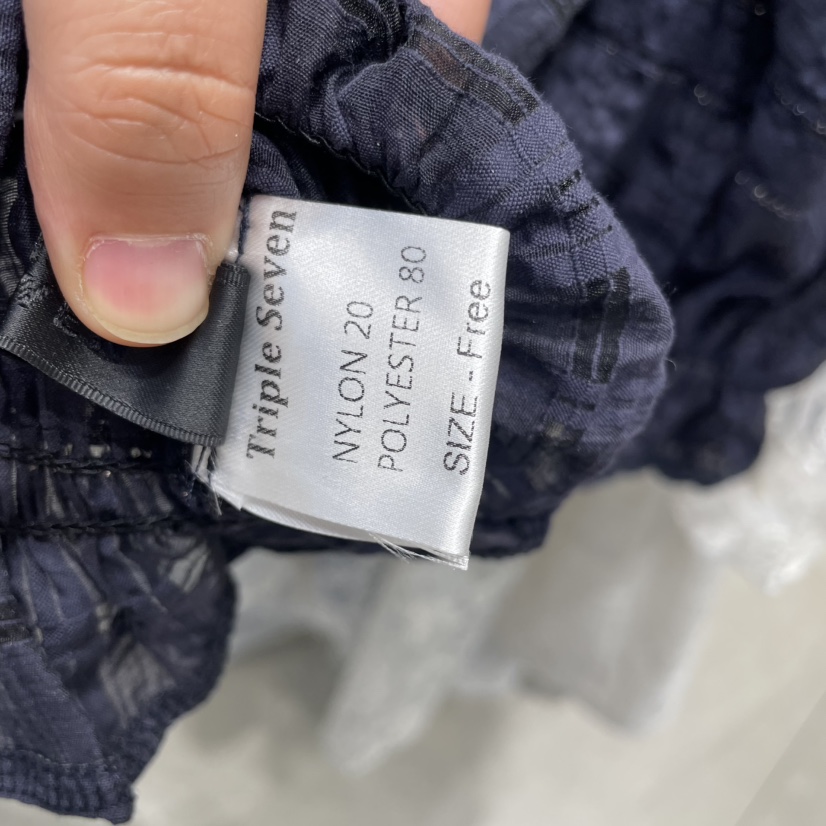 Triple Seven
NYLON 20
POLYESTER 80
SIZE - Free